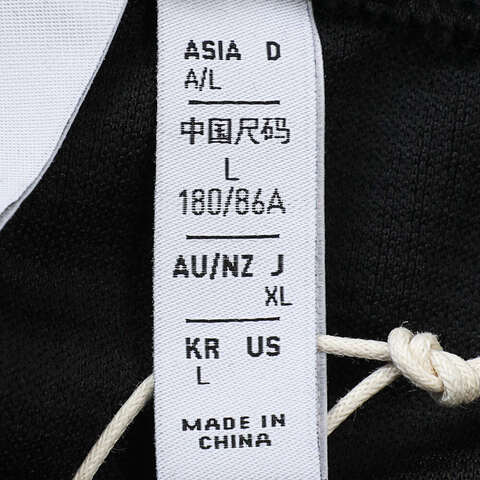 ASIA D
A/L
中国尺码
L
180/86A
AU/NZ J
XL
KR US
L
MADE IN
CHINA